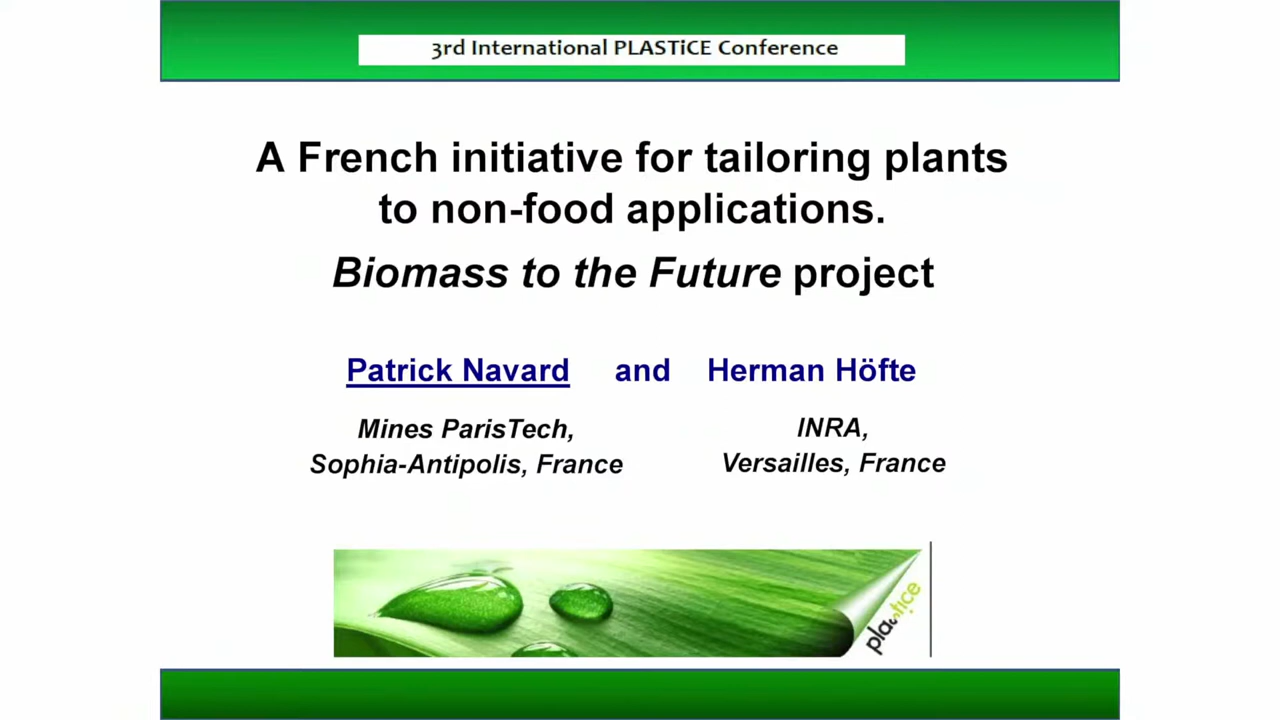 3rd International PLASTiCE Conference
A French initiative for tailoring plants
to non-food applications.
Biomass to the Future project
Patrick Navard and Herman Höfte
Mines ParisTech,
Sophia-Antipolis, France
INRA,
Versailles, France
plastice